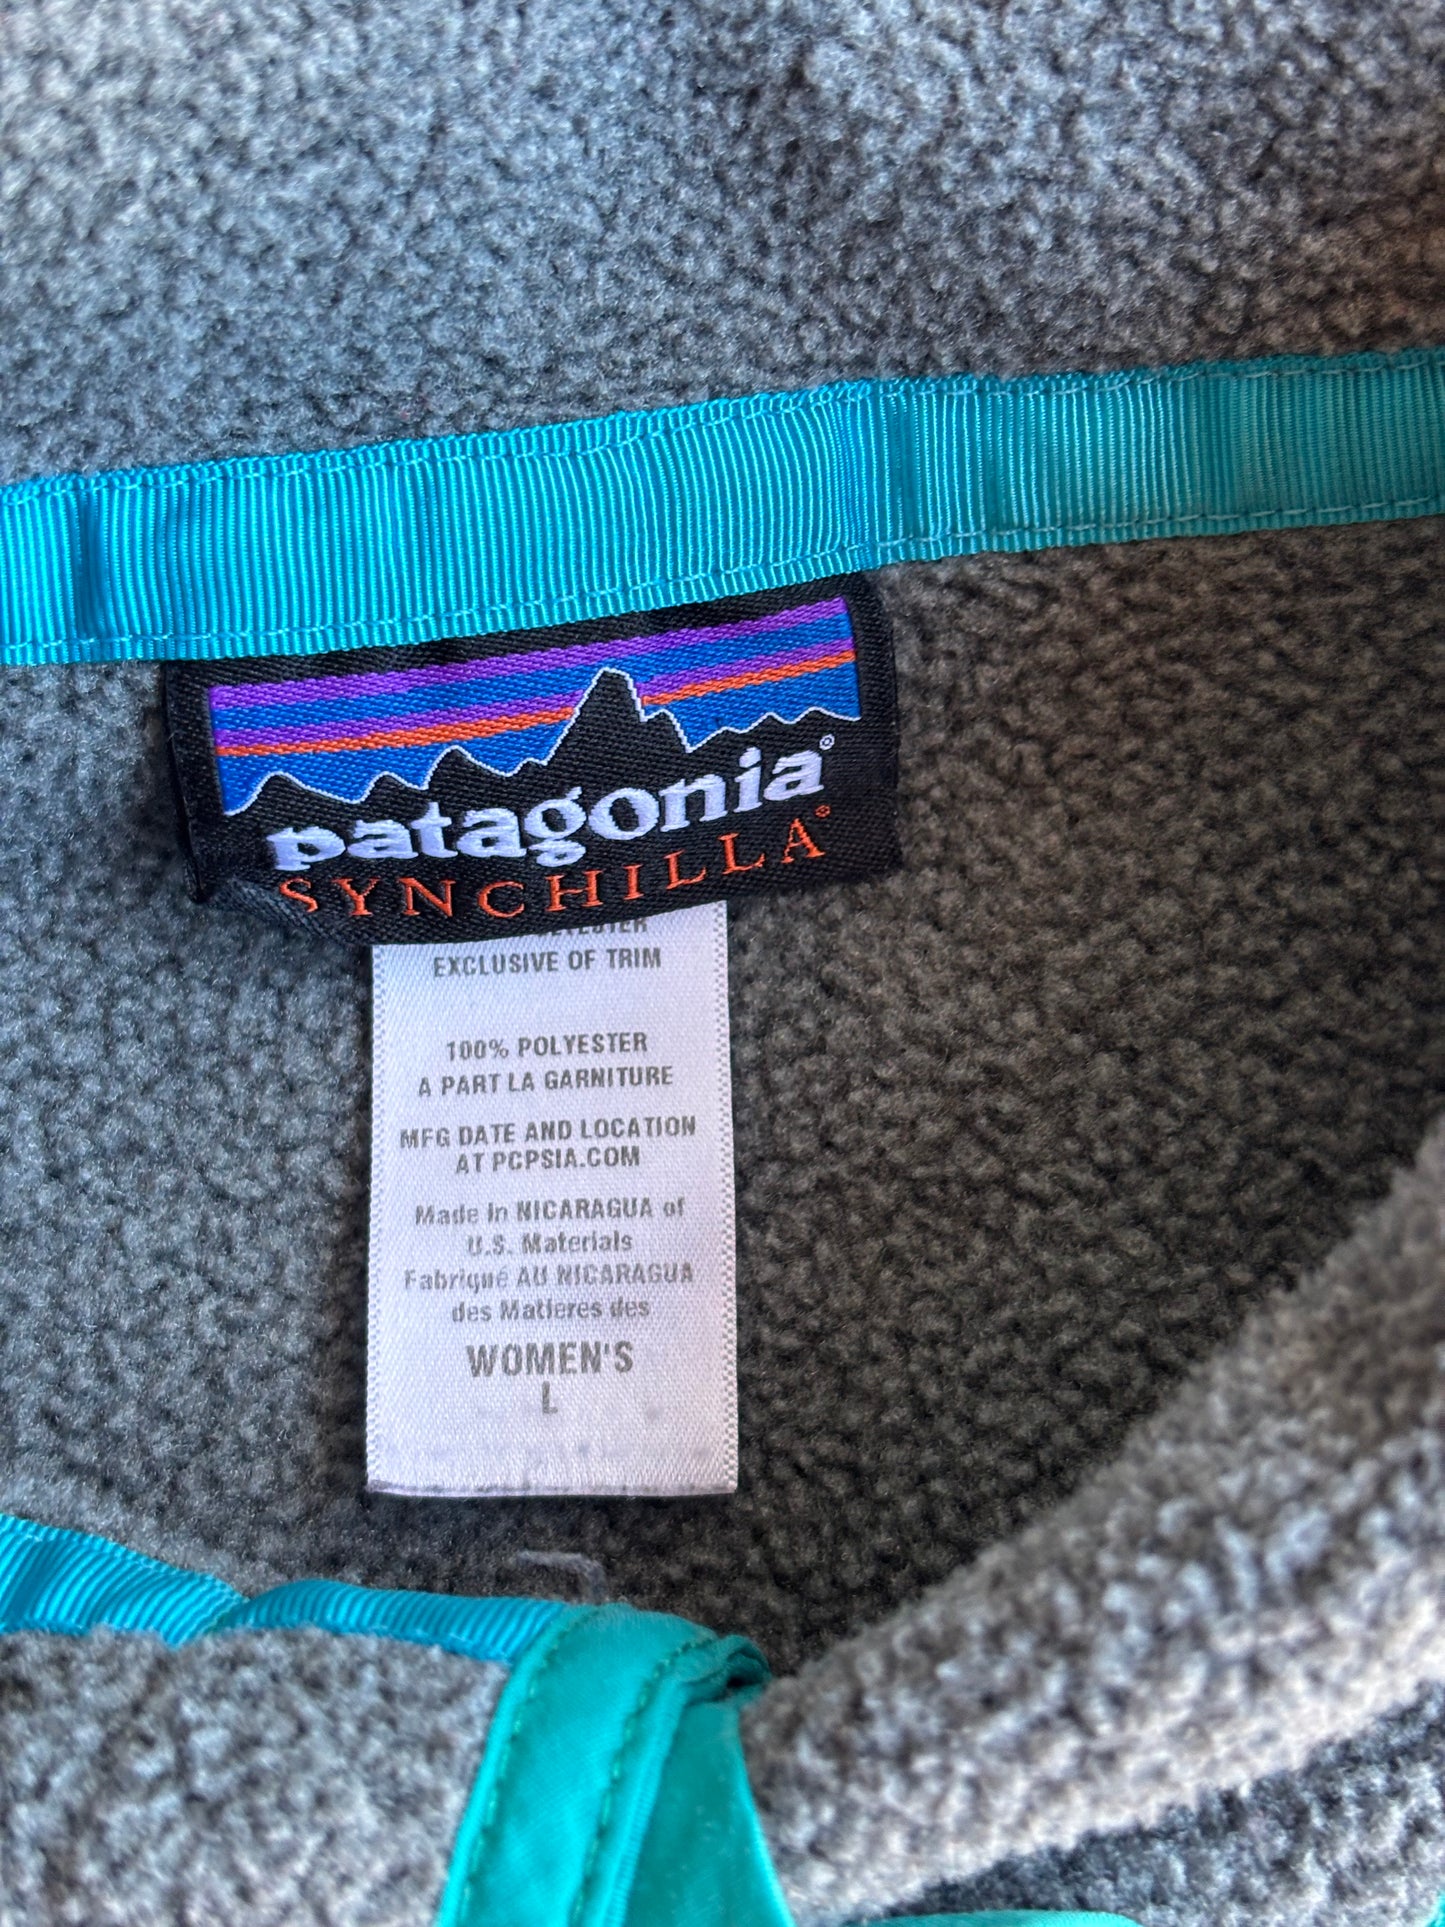 patagonia®
SYNCHILLA®
EXCLUSIVE OF TRIM
100% POLYESTER
A PART LA GARNITURE
MFG DATE AND LOCATION
AT PCPSIA.COM
Made in NICARAGUA of
U.S. Materials
Fabriqué AU NICARAGUA
des Matieres des
WOMEN'S
L